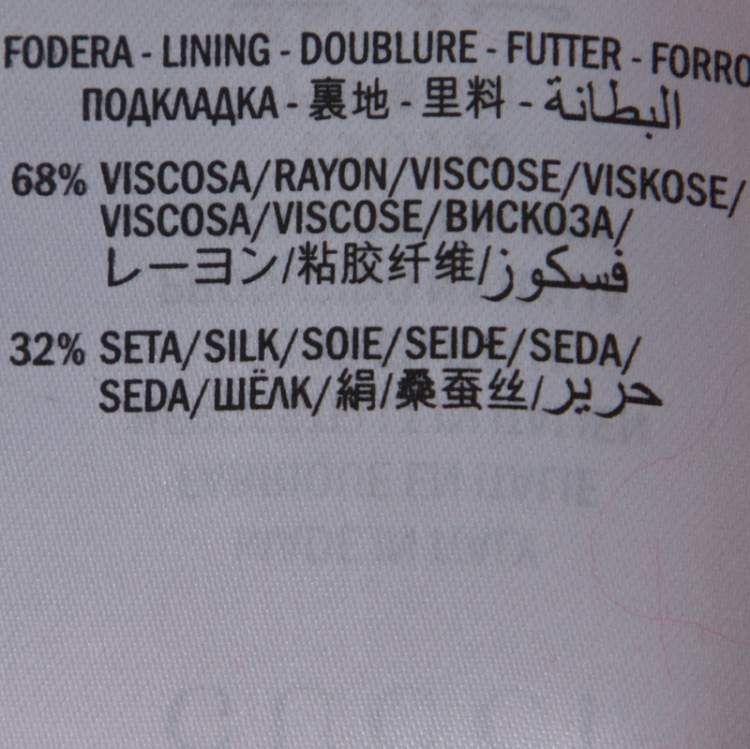 FODERA - LINING - DOUBLURE - FUTTER - FORRO
ПОДКЛАДКА - 裏地 - 里料 - البطانة
68% VISCOSA/RAYON/VISCOSE/VISKOSE/
VISCOSA/VISCOSE/ВИСКОЗА/
レーヨン/粘胶纤维/فسكوز
32% SETA/SILK/SOIE/SEIDE/SEDA/
SEDA/ШЁЛК/絹/桑蚕丝/حرير